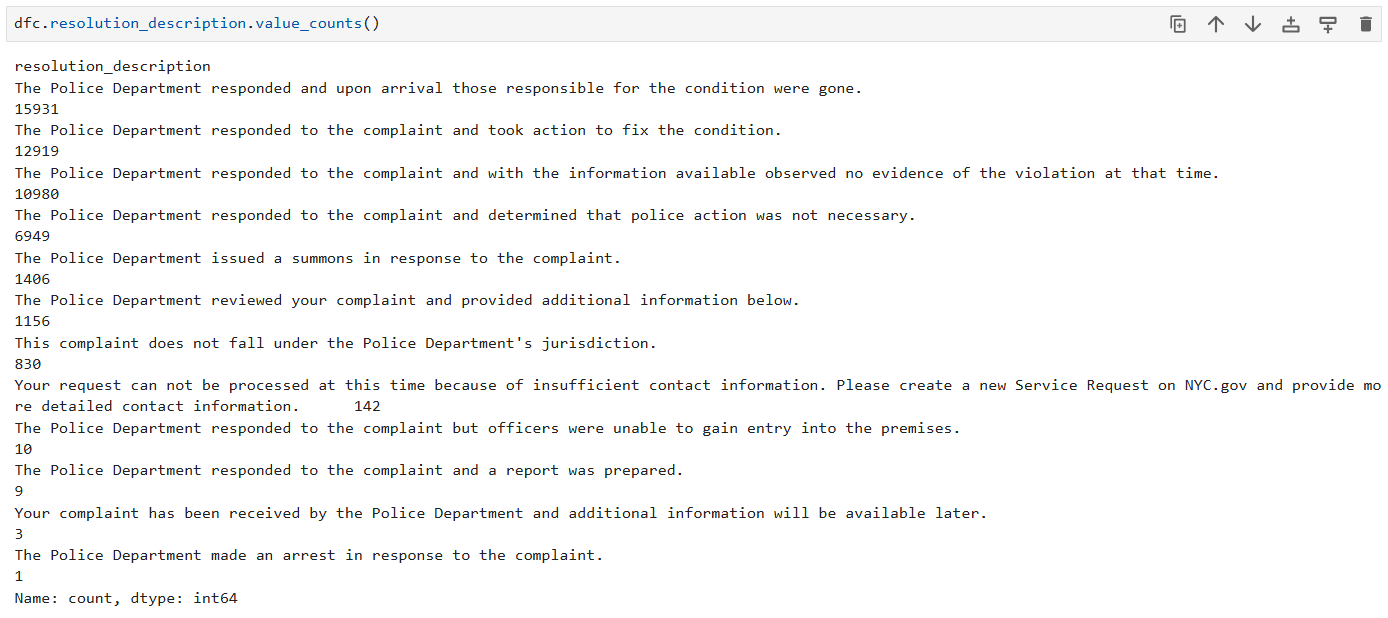 dfc.resolution_description.value_counts()
resolution_description
The Police Department responded and upon arrival those responsible for the condition were gone.
15931
The Police Department responded to the complaint and took action to fix the condition.
12919
The Police Department responded to the complaint and with the information available observed no evidence of the violation at that time.
10980
The Police Department responded to the complaint and determined that police action was not necessary.
6949
The Police Department issued a summons in response to the complaint.
1406
The Police Department reviewed your complaint and provided additional information below.
1156
This complaint does not fall under the Police Department's jurisdiction.
830
Your request can not be processed at this time because of insufficient contact information. Please create a new Service Request on NYC.gov and provide mo
re detailed contact information.      142
The Police Department responded to the complaint but officers were unable to gain entry into the premises.
10
The Police Department responded to the complaint and a report was prepared.
9
Your complaint has been received by the Police Department and additional information will be available later.
3
The Police Department made an arrest in response to the complaint.
1
Name: count, dtype: int64